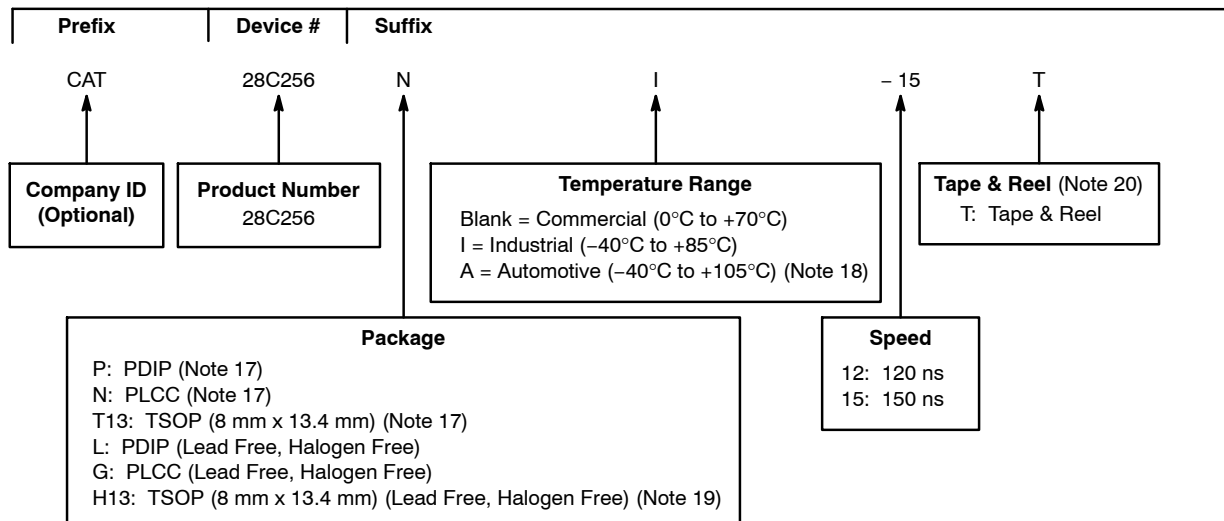 Prefix Device # Suffix
CAT 28C256 N I – 15 T
Company ID
(Optional)
Product Number
28C256
Temperature Range
Blank = Commercial (0°C to +70°C)
I = Industrial (−40°C to +85°C)
A = Automotive (−40°C to +105°C) (Note 18)
Tape & Reel (Note 20)
T: Tape & Reel
Package
P: PDIP (Note 17)
N: PLCC (Note 17)
T13: TSOP (8 mm x 13.4 mm) (Note 17)
L: PDIP (Lead Free, Halogen Free)
G: PLCC (Lead Free, Halogen Free)
H13: TSOP (8 mm x 13.4 mm) (Lead Free, Halogen Free) (Note 19)
Speed
12: 120 ns
15: 150 ns